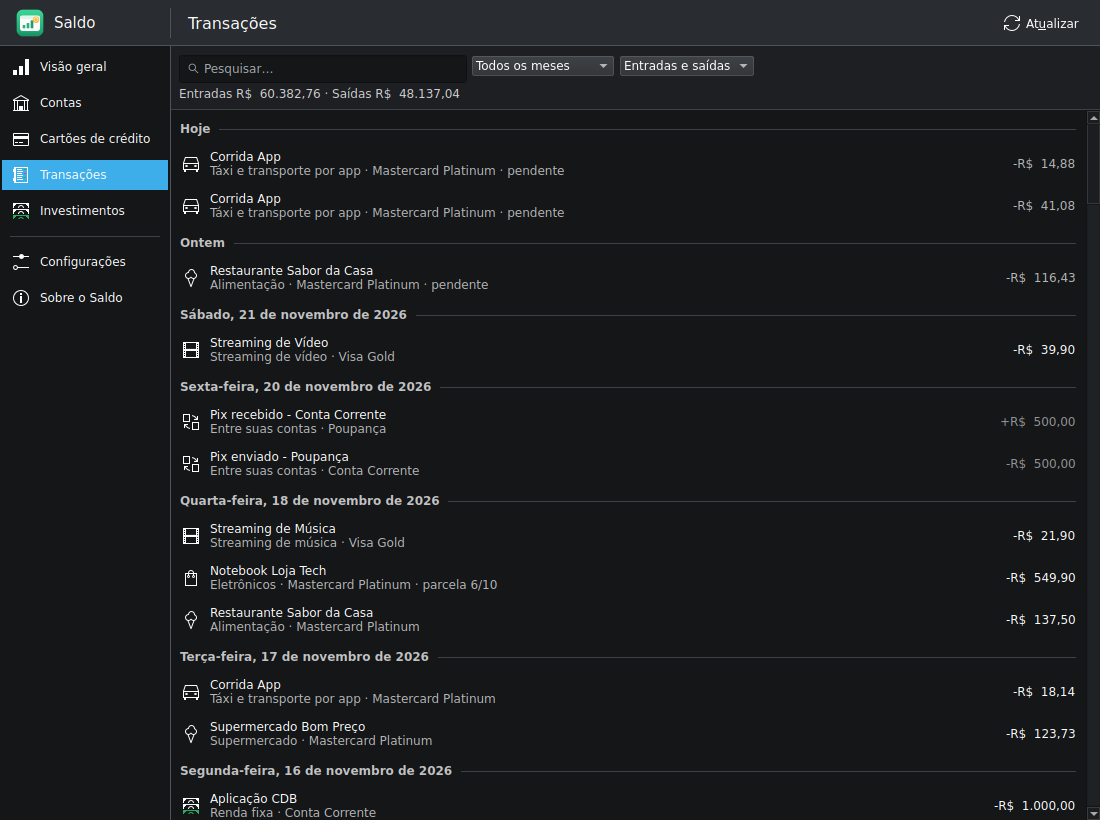 Saldo
Transações
Atualizar
Visão geral
Contas
Cartões de crédito
Transações
Investimentos
Configurações
Sobre o Saldo
Pesquisar...
Todos os meses
Entradas e saídas
Entradas R$ 60.382,76 · Saídas R$ 48.137,04
Hoje
Corrida App
Táxi e transporte por app · Mastercard Platinum · pendente
-R$ 14,88
Corrida App
Táxi e transporte por app · Mastercard Platinum · pendente
-R$ 41,08
Ontem
Restaurante Sabor da Casa
Alimentação · Mastercard Platinum · pendente
-R$ 116,43
Sábado, 21 de novembro de 2026
Streaming de Vídeo
Streaming de vídeo · Visa Gold
-R$ 39,90
Sexta-feira, 20 de novembro de 2026
Pix recebido - Conta Corrente
Entre suas contas · Poupança
+R$ 500,00
Pix enviado - Poupança
Entre suas contas · Conta Corrente
-R$ 500,00
Quarta-feira, 18 de novembro de 2026
Streaming de Música
Streaming de música · Visa Gold
-R$ 21,90
Notebook Loja Tech
Eletrônicos · Mastercard Platinum · parcela 6/10
-R$ 549,90
Restaurante Sabor da Casa
Alimentação · Mastercard Platinum
-R$ 137,50
Terça-feira, 17 de novembro de 2026
Corrida App
Táxi e transporte por app · Mastercard Platinum
-R$ 18,14
Supermercado Bom Preço
Supermercado · Mastercard Platinum
-R$ 123,73
Segunda-feira, 16 de novembro de 2026
Aplicação CDB
Renda fixa · Conta Corrente
-R$ 1.000,00